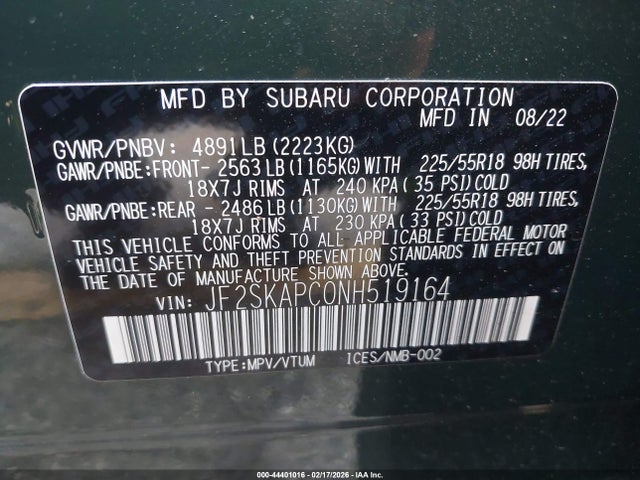 MFD BY SUBARU CORPORATION
MFD IN 08/22
GVWR/PNBV: 4891LB (2223KG)
GAWR/PNBE:FRONT- 2563LB (1165KG) WITH 225/55R18 98H TIRES,
18X7J RIMS AT 240 KPA (35 PSI) COLD
GAWR/PNBE:REAR - 2486LB (1130KG) WITH 225/55R18 98H TIRES,
18X7J RIMS AT 230 KPA (33 PSI) COLD
THIS VEHICLE CONFORMS TO ALL APPLICABLE FEDERAL MOTOR
VEHICLE SAFETY AND THEFT PREVENTION STANDARDS IN EFFECT ON
THE DATE OF MANUFACTURE SHOWN ABOVE.
VIN: JF2SKAPC0NH519164
TYPE:MPV/VTUM ICES/NMB-002
000-44401016 - 02/17/2026 - IAA Inc.